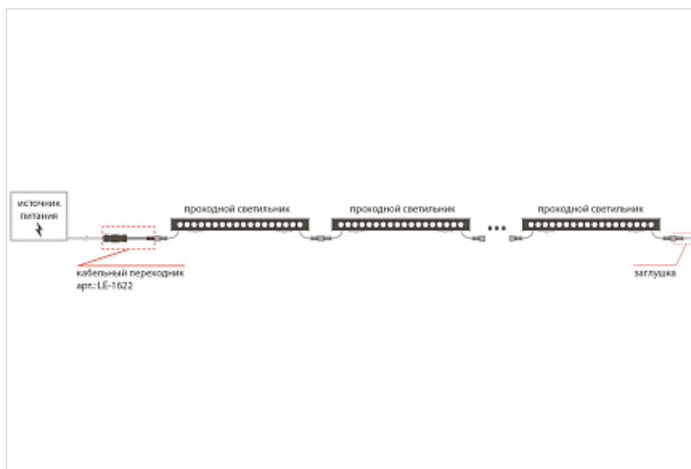 источник
питания
проходной светильник
проходной светильник
проходной светильник
кабельный переходник
арт.: LE-1622
заглушка